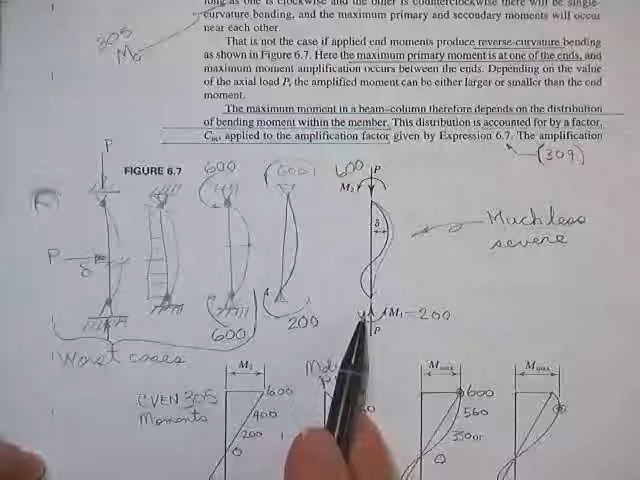 long as one is clockwise and the other is counterclockwise there will be single-
curvature bending, and the maximum primary and secondary moments will occur
near each other.
305
M₀
That is not the case if applied end moments produce reverse-curvature bending
as shown in Figure 6.7. Here the maximum primary moment is at one of the ends, and
maximum moment amplification occurs between the ends. Depending on the value
of the axial load P, the amplified moment can be either larger or smaller than the end
moment.
The maximum moment in a beam–column therefore depends on the distribution
of bending moment within the member. This distribution is accounted for by a factor,
Cm, applied to the amplification factor given by Expression 6.7. The amplification
(309)
P
FIGURE 6.7
600
600
600
P
M₂
P
δ
δ
Much less
severe
600
200
M₁ = 200
P
Worst cases
EVEN 305
Moments
M₂
600
400
200
0
Mmax
600
560
350
0
Mmax